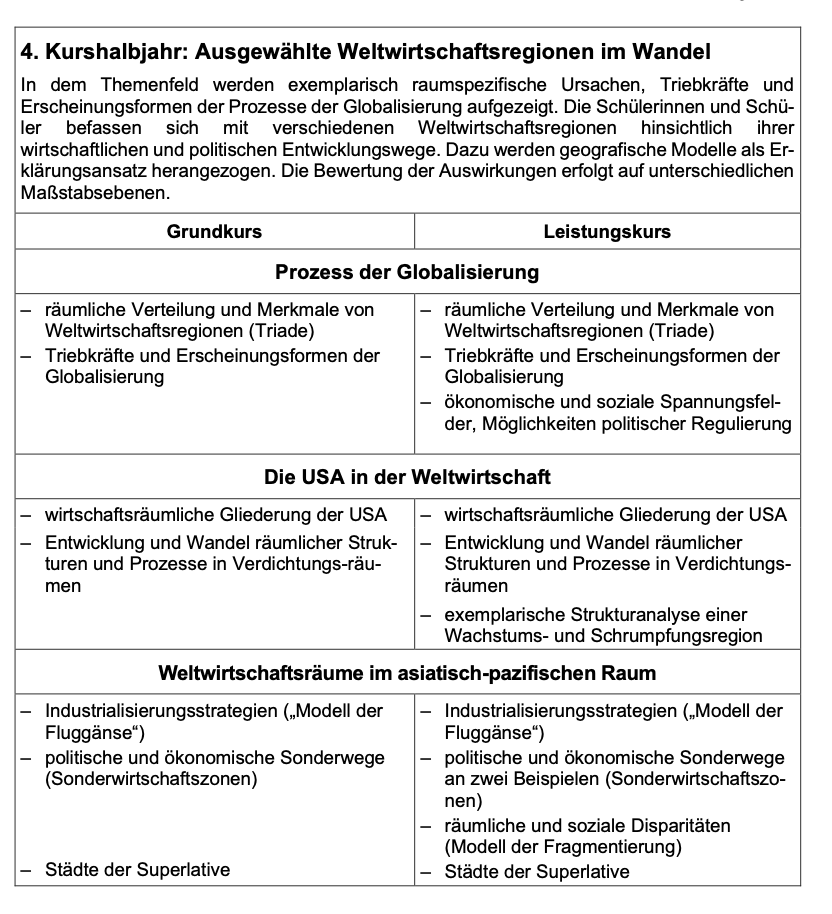 4. Kurshalbjahr: Ausgewählte Weltwirtschaftsregionen im Wandel
In dem Themenfeld werden exemplarisch raumspezifische Ursachen, Triebkräfte und
Erscheinungsformen der Prozesse der Globalisierung aufgezeigt. Die Schülerinnen und Schü-
ler befassen sich mit verschiedenen Weltwirtschaftsregionen hinsichtlich ihrer
wirtschaftlichen und politischen Entwicklungswege. Dazu werden geografische Modelle als Er-
klärungsansatz herangezogen. Die Bewertung der Auswirkungen erfolgt auf unterschiedlichen
Maßstabsebenen.
Grundkurs
Leistungskurs
Prozess der Globalisierung
– räumliche Verteilung und Merkmale von
Weltwirtschaftsregionen (Triade)
– Triebkräfte und Erscheinungsformen der
Globalisierung
– räumliche Verteilung und Merkmale von
Weltwirtschaftsregionen (Triade)
– Triebkräfte und Erscheinungsformen der
Globalisierung
– ökonomische und soziale Spannungsfel-
der, Möglichkeiten politischer Regulierung
Die USA in der Weltwirtschaft
– wirtschaftsräumliche Gliederung der USA
– Entwicklung und Wandel räumlicher Struk-
turen und Prozesse in Verdichtungs-räu-
men
– wirtschaftsräumliche Gliederung der USA
– Entwicklung und Wandel räumlicher
Strukturen und Prozesse in Verdichtungs-
räumen
– exemplarische Strukturanalyse einer
Wachstums- und Schrumpfungsregion
Weltwirtschaftsräume im asiatisch-pazifischen Raum
– Industrialisierungsstrategien („Modell der
Fluggänse“)
– politische und ökonomische Sonderwege
(Sonderwirtschaftszonen)
– Städte der Superlative
– Industrialisierungsstrategien („Modell der
Fluggänse“)
– politische und ökonomische Sonderwege
an zwei Beispielen (Sonderwirtschaftszo-
nen)
– räumliche und soziale Disparitäten
(Modell der Fragmentierung)
– Städte der Superlative